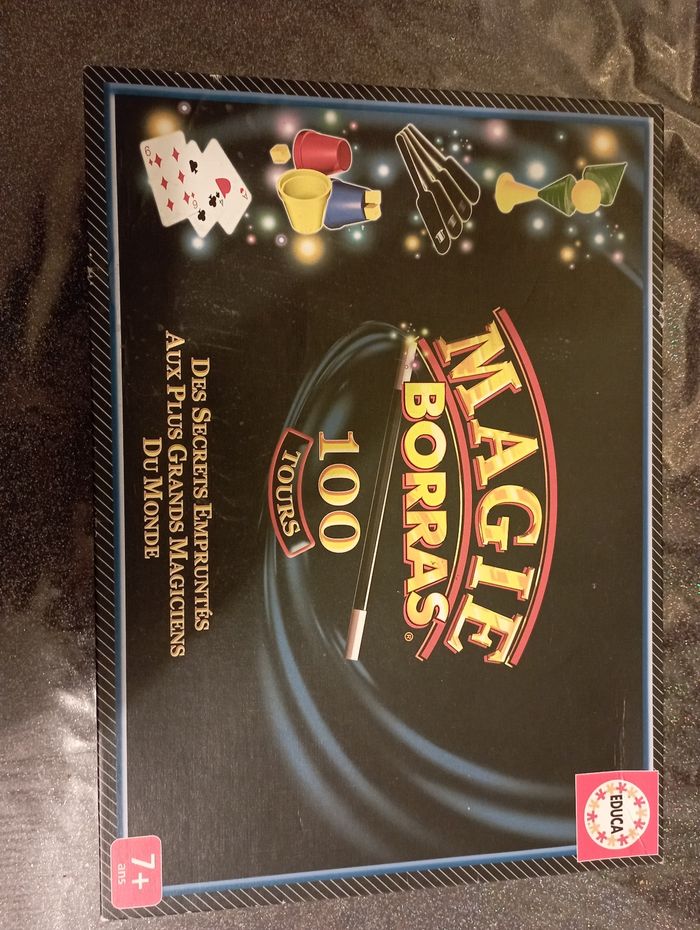 EDUCA
MAGIE
BORRAS®
100
TOURS
DES SECRETS EMPRUNTÉS
AUX PLUS GRANDS MAGICIENS
DU MONDE
7+
ans